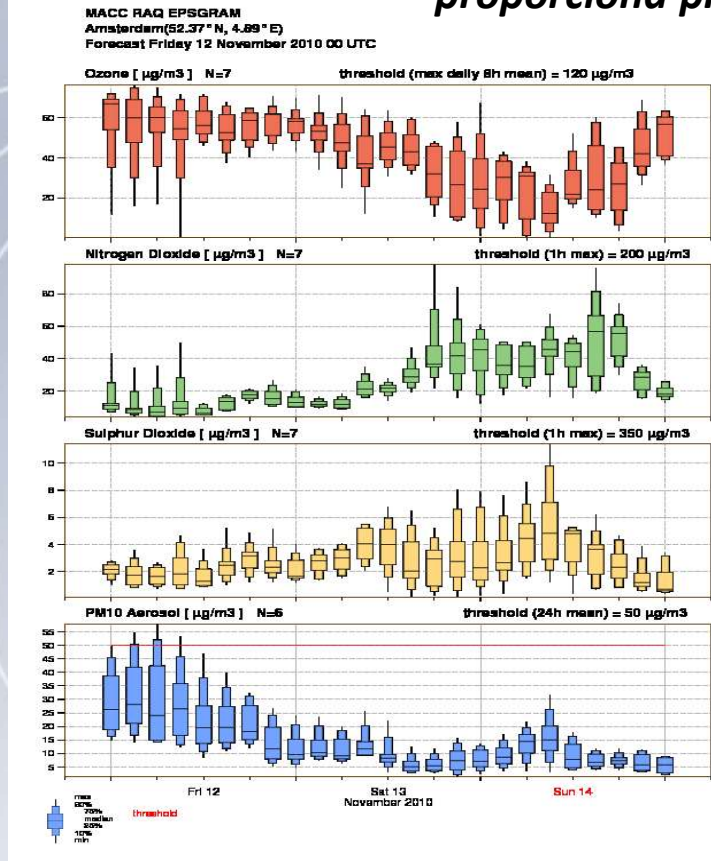 proporciona pr
MACC RAQ EPSGRAM
Amsterdam(52.37°N, 4.89°E)
Forecast Friday 12 November 2010 00 UTC
Ozone [ µg/m3 ] N=7 threshold (max daily 8h mean) = 120 µg/m3
60
40
20
Nitrogen Dioxide [ µg/m3 ] N=7 threshold (1h max) = 200 µg/m3
80
60
40
20
Sulphur Dioxide [ µg/m3 ] N=7 threshold (1h max) = 350 µg/m3
10
8
6
4
2
PM10 Aerosol [ µg/m3 ] N=6 threshold (24h mean) = 50 µg/m3
55
50
45
40
35
30
25
20
15
10
5
Fri 12 Sat 13 Sun 14
November 2010
max
90%
75%
median
25%
10%
min
threshold